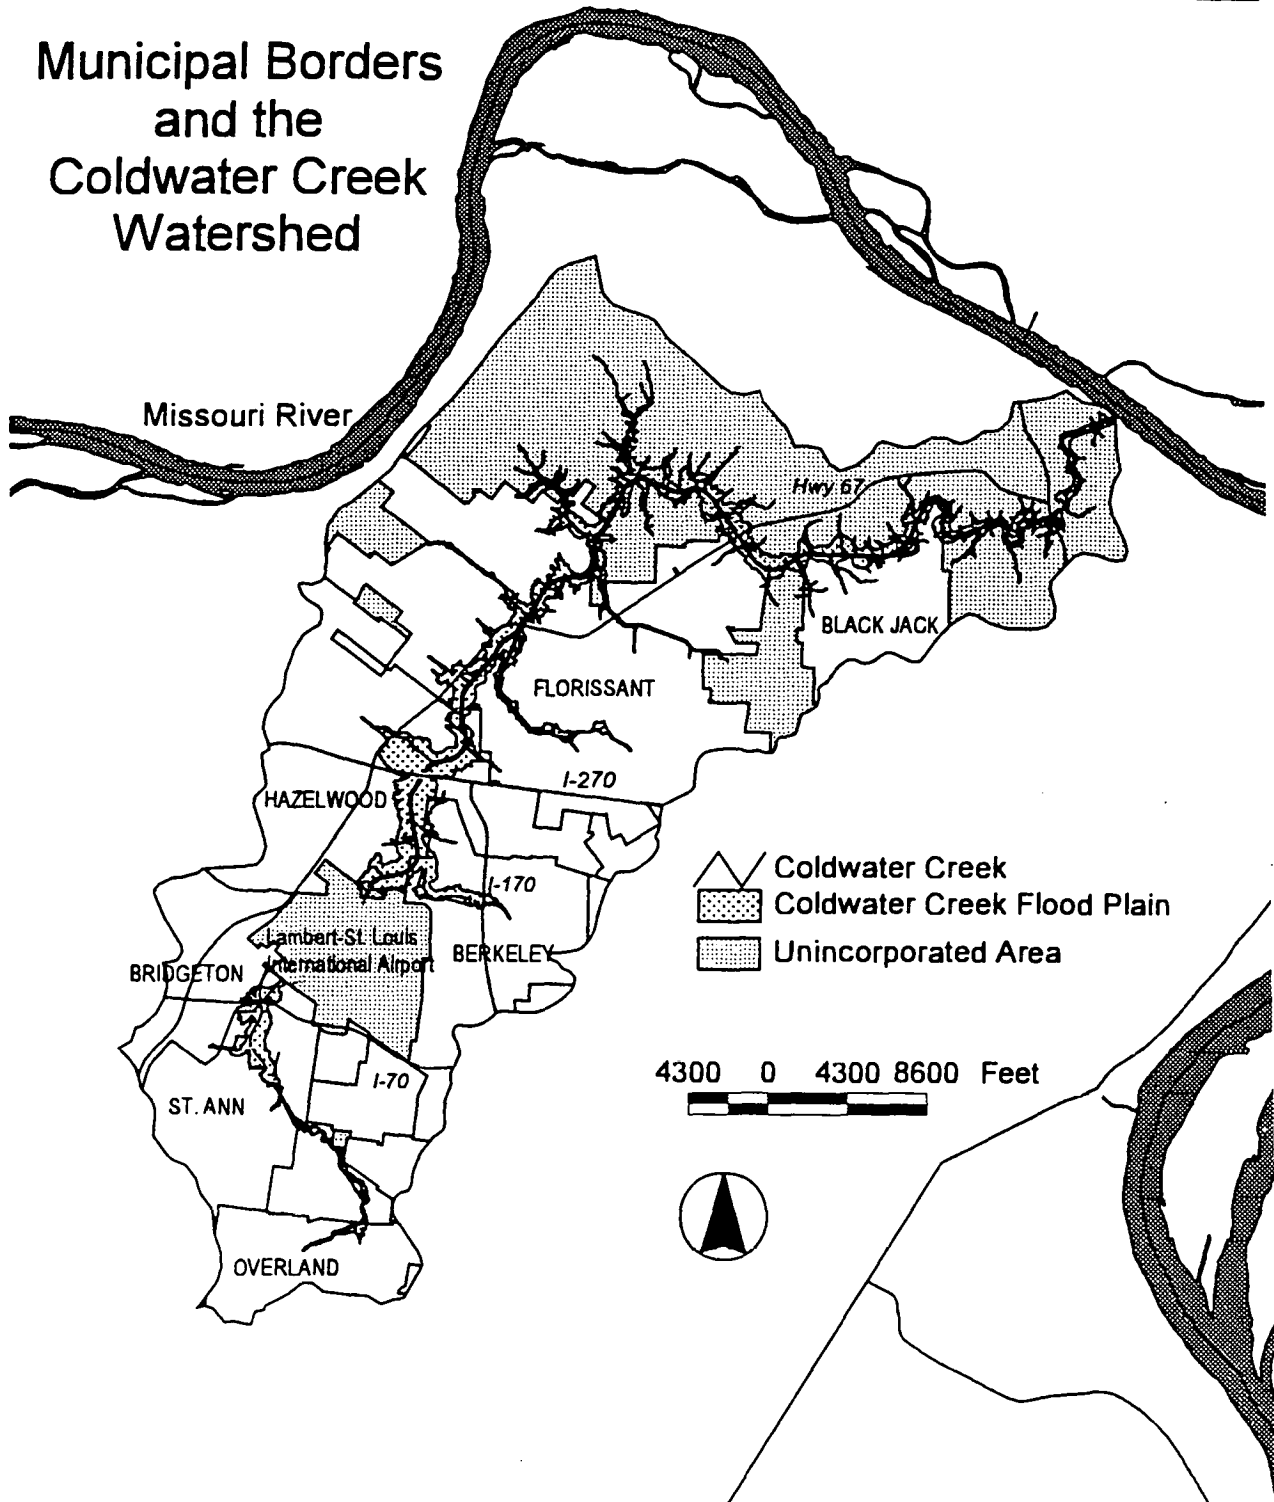 Municipal Borders
and the
Coldwater Creek
Watershed
Missouri River
Hwy 67
BLACK JACK
FLORISSANT
I-270
HAZELWOOD
Coldwater Creek
I-170
Coldwater Creek Flood Plain
Lambert-St. Louis
International Airport
BERKELEY
Unincorporated Area
BRIDGETON
4300 0 4300 8600 Feet
I-70
ST. ANN
OVERLAND